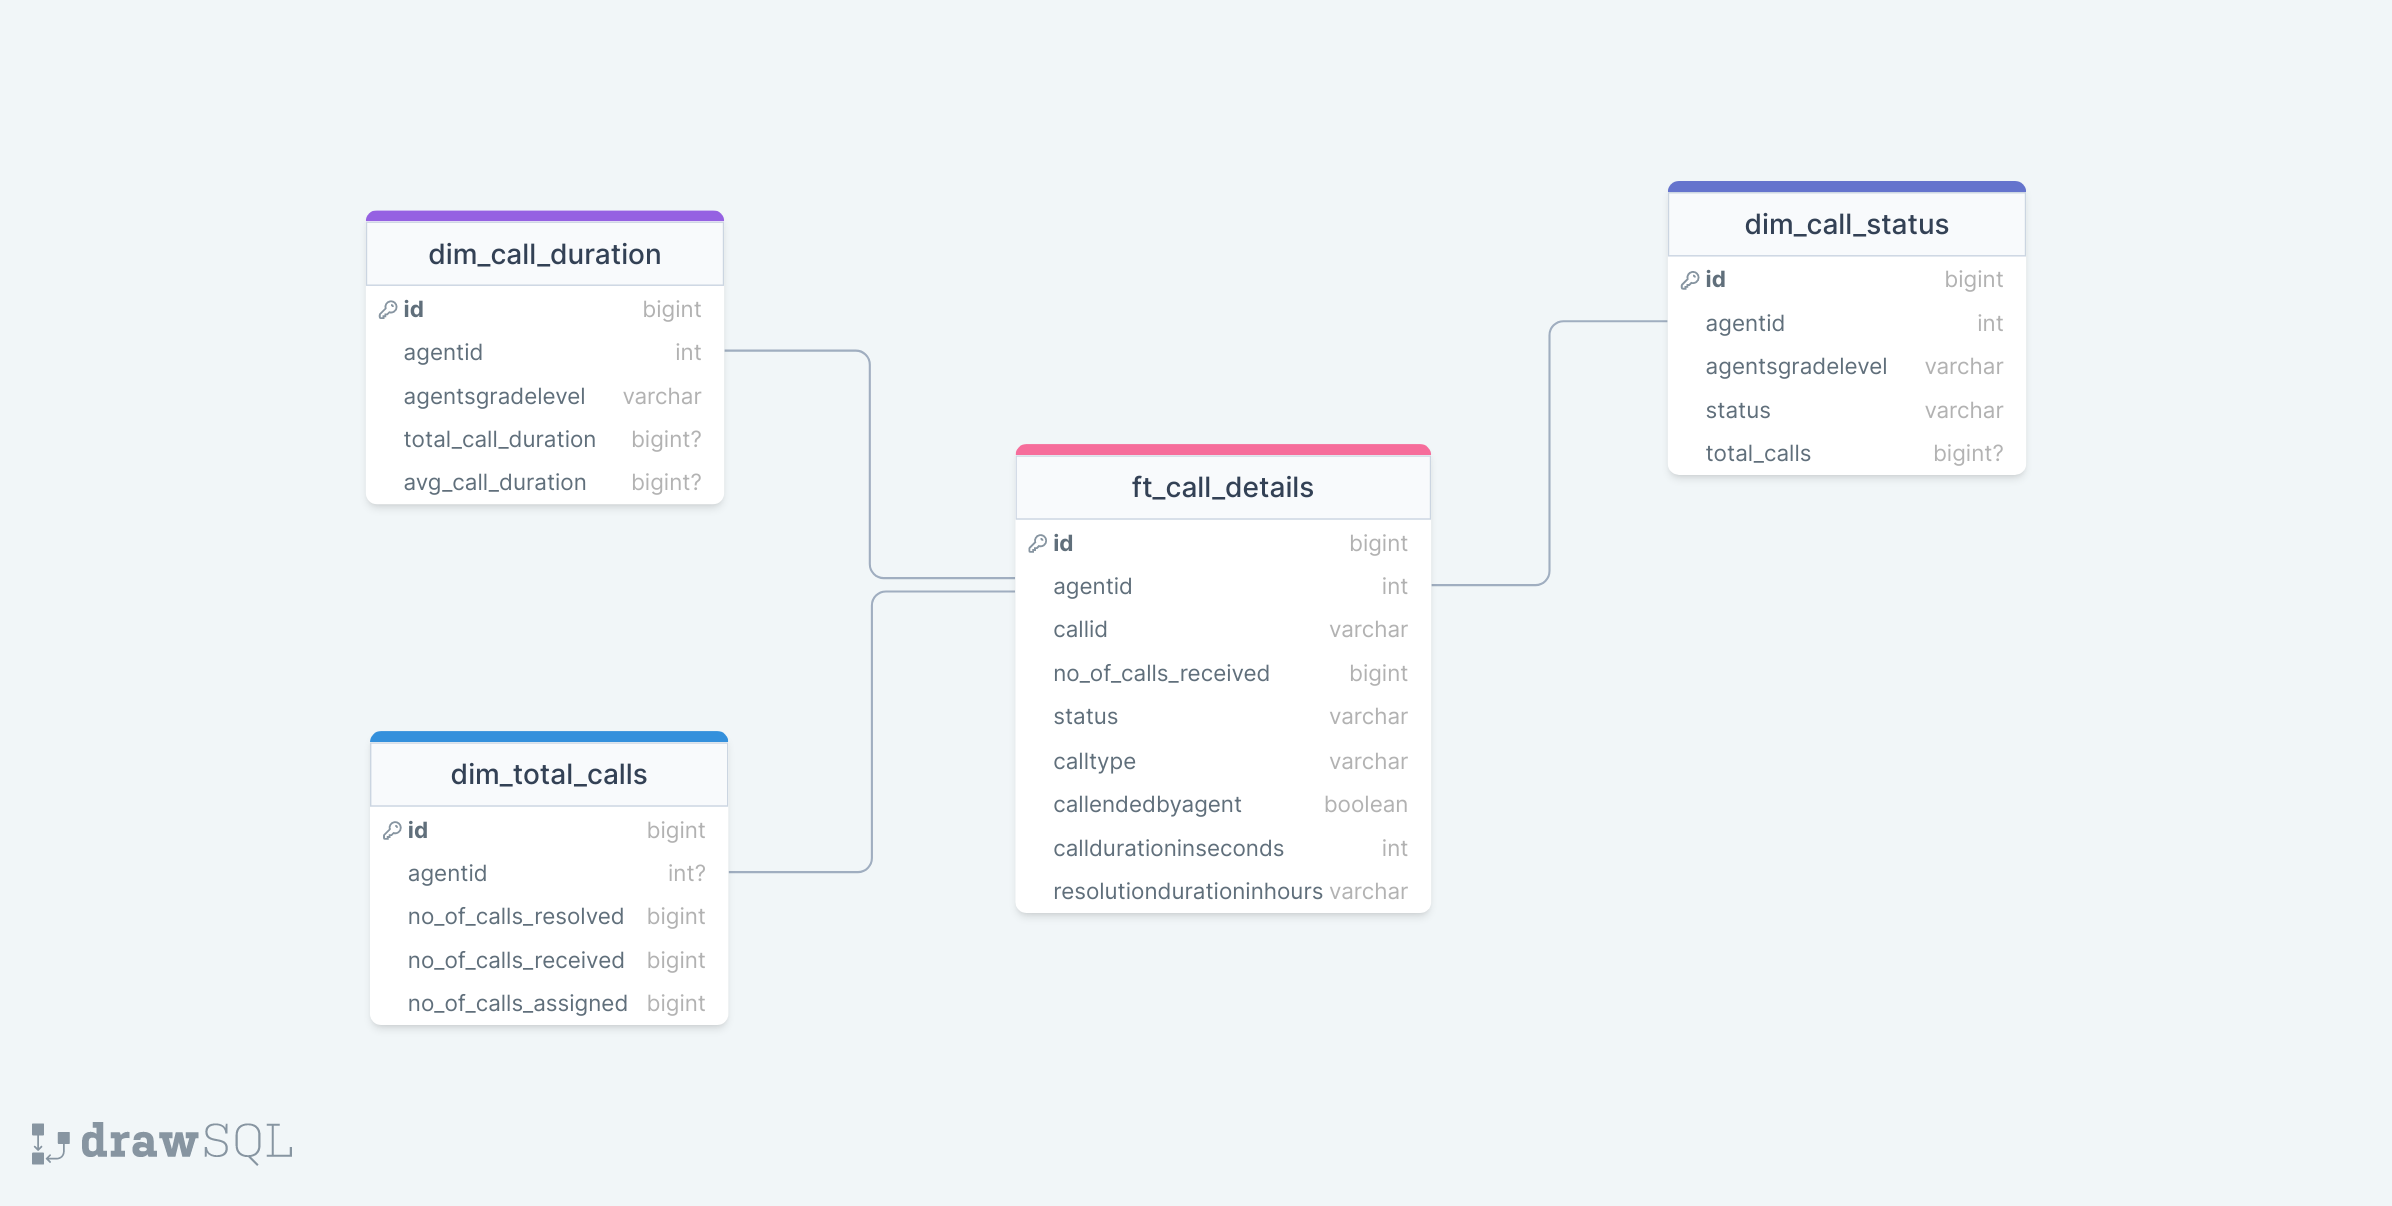 dim_call_duration
id bigint
agentid int
agentsgradelevel varchar
total_call_duration bigint?
avg_call_duration bigint?
dim_call_status
id bigint
agentid int
agentsgradelevel varchar
status varchar
total_calls bigint?
ft_call_details
id bigint
agentid int
callid varchar
no_of_calls_received bigint
status varchar
calltype varchar
callendedbyagent boolean
calldurationinseconds int
resolutiondurationinhours varchar
dim_total_calls
id bigint
agentid int?
no_of_calls_resolved bigint
no_of_calls_received bigint
no_of_calls_assigned bigint
drawSQL